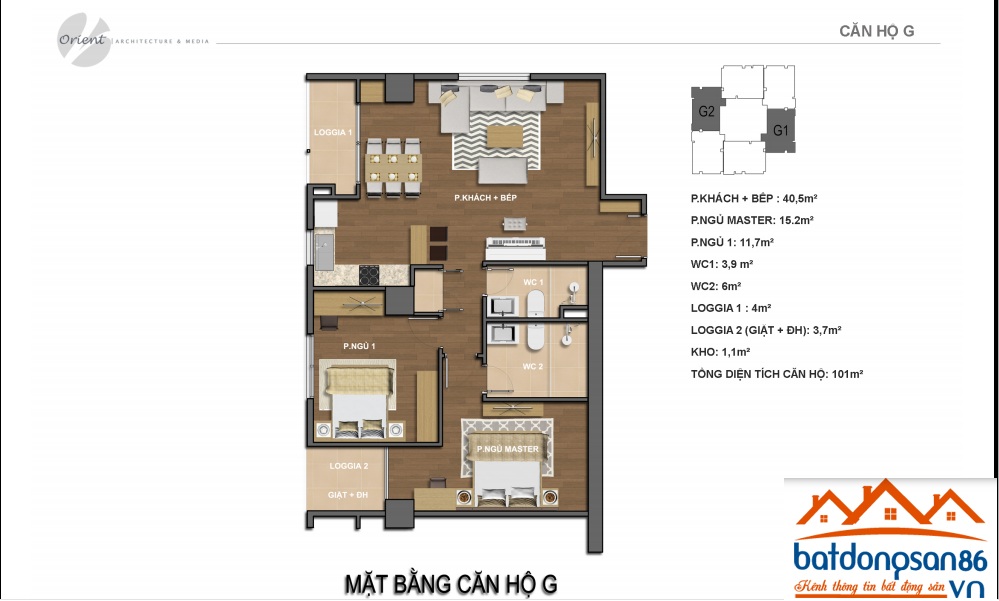 Orient ARCHITECTURE & MEDIA
CĂN HỘ G
LOGGIA 1
P.KHÁCH + BẾP
WC 1
P.NGỦ 1
WC 2
P.NGỦ MASTER
LOGGIA 2
GIẶT + ĐH
G2
G1
P.KHÁCH + BẾP : 40,5m²
P.NGỦ MASTER: 15.2m²
P.NGỦ 1: 11,7m²
WC1: 3,9 m²
WC2: 6m²
LOGGIA 1 : 4m²
LOGGIA 2 (GIẶT + ĐH): 3,7m²
KHO: 1,1m²
TỔNG DIỆN TÍCH CĂN HỘ: 101m²
MẶT BẰNG CĂN HỘ G
batdongsan86
Kênh thông tin bất động sản
.VN